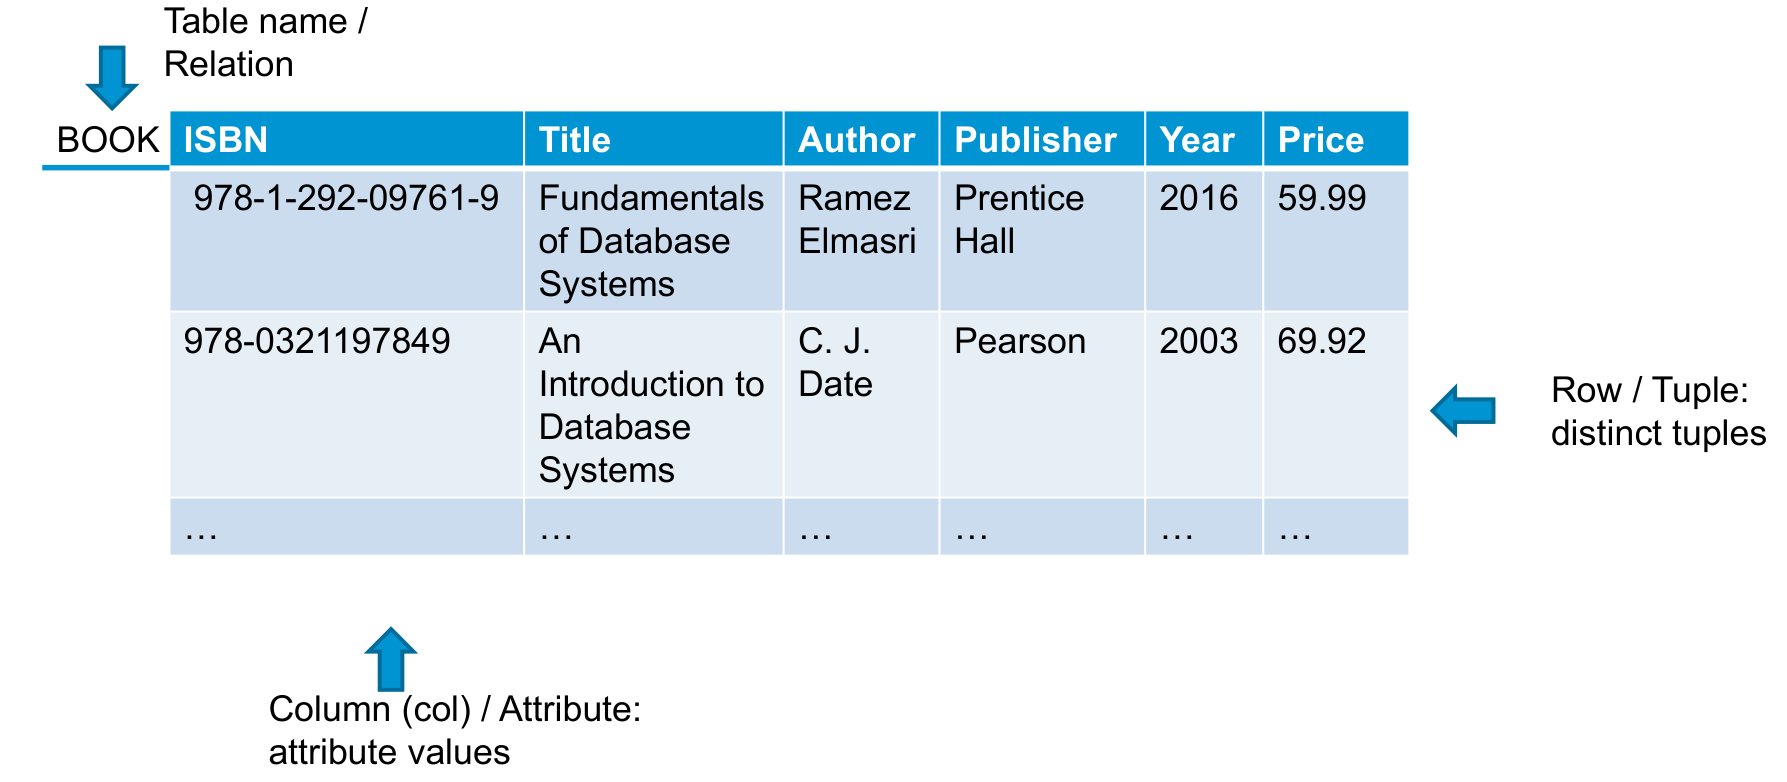 Table name /
Relation
BOOK
ISBN Title Author Publisher Year Price
978-1-292-09761-9 Fundamentals Ramez Prentice 2016 59.99
of Database Elmasri Hall
Systems
978-0321197849 An C. J. Pearson 2003 69.92
Introduction to Date
Database
Systems
… … … … … …
Row / Tuple:
distinct tuples
Column (col) / Attribute:
attribute values